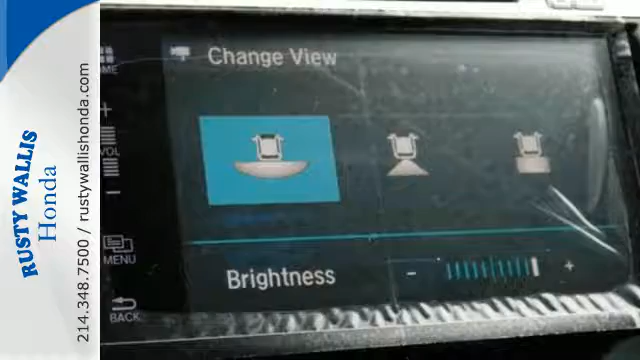 RUSTY WALLIS
Honda
214.348.7500 / rustywallishonda.com
Change View
VOL
MENU
BACK
Brightness
- +